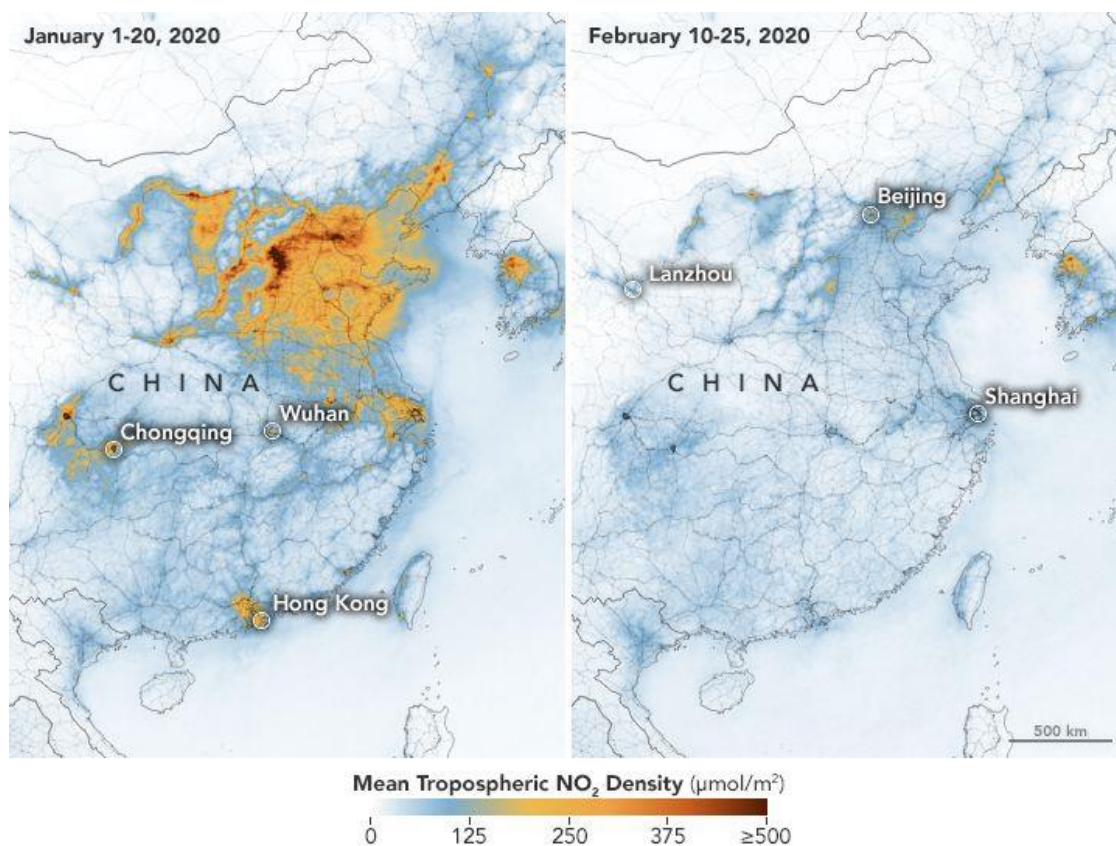 January 1-20, 2020
CHINA
Wuhan
Chongqing
Hong Kong
February 10-25, 2020
Beijing
Lanzhou
CHINA
Shanghai
500 km
Mean Tropospheric NO₂ Density (µmol/m²)
0 125 250 375 ≥500